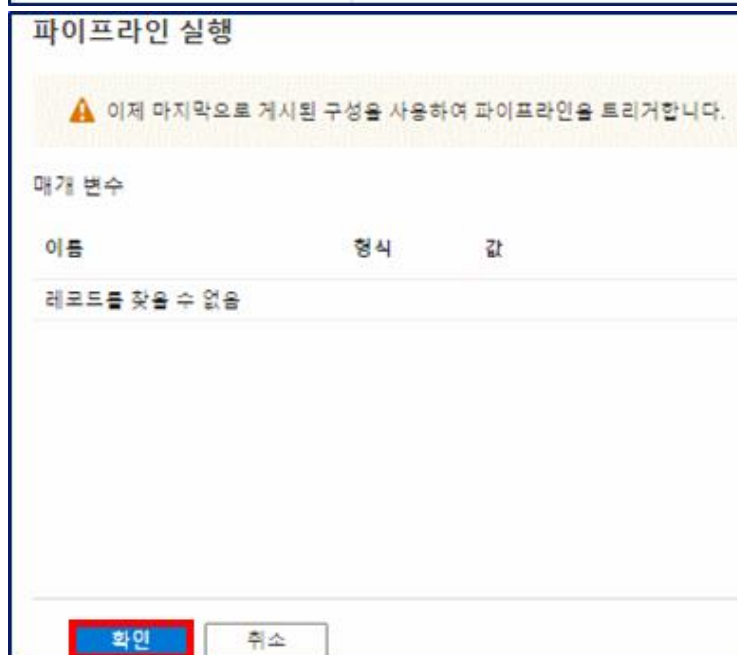 파이프라인 실행
이제 마지막으로 게시된 구성을 사용하여 파이프라인을 트리거합니다.
매개 변수
이름 형식 값
레코드를 찾을 수 없음
확인 취소